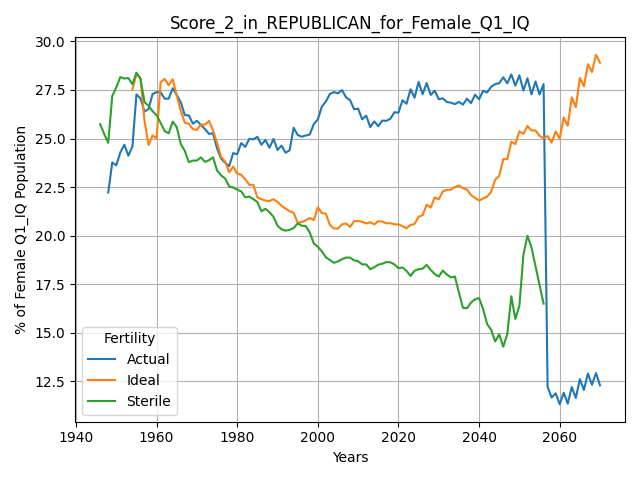 Score_2_in_REPUBLICAN_for_Female_Q1_IQ
% of Female Q1_IQ Population
30.0
27.5
25.0
22.5
20.0
17.5
15.0
12.5
Fertility
Actual
Ideal
Sterile
1940 1960 1980 2000 2020 2040 2060
Years